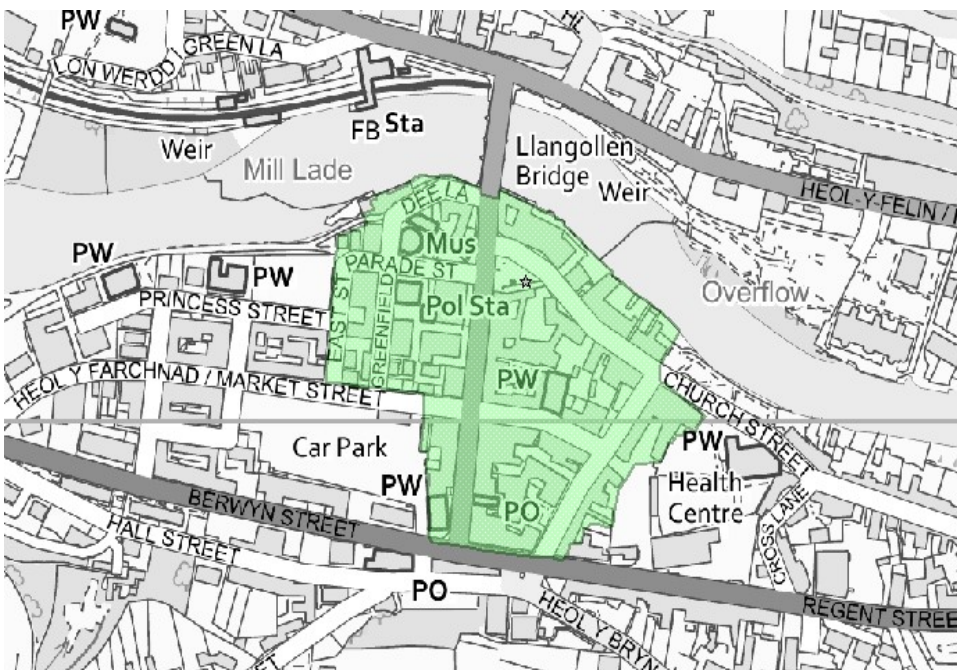 PW
GREEN LA
LON WERDD
HL
FB Sta
Weir
Mill Lade
Llangollen
Bridge
Weir
HEOL-Y-FELIN /
DEE LA
Mus
PW
PW
PARADE ST
Overflow
PRINCESS STREET
EAST ST
GREENFIELD
Pol Sta
PW
HEOL Y FARCHNAD / MARKET STREET
CHURCH STREET
Car Park
PW
PW
Health
Centre
BERWYN STREET
PO
CROSS LANE
HALL STREET
PO
REGENT STREE
HEOL Y BRYN
ET